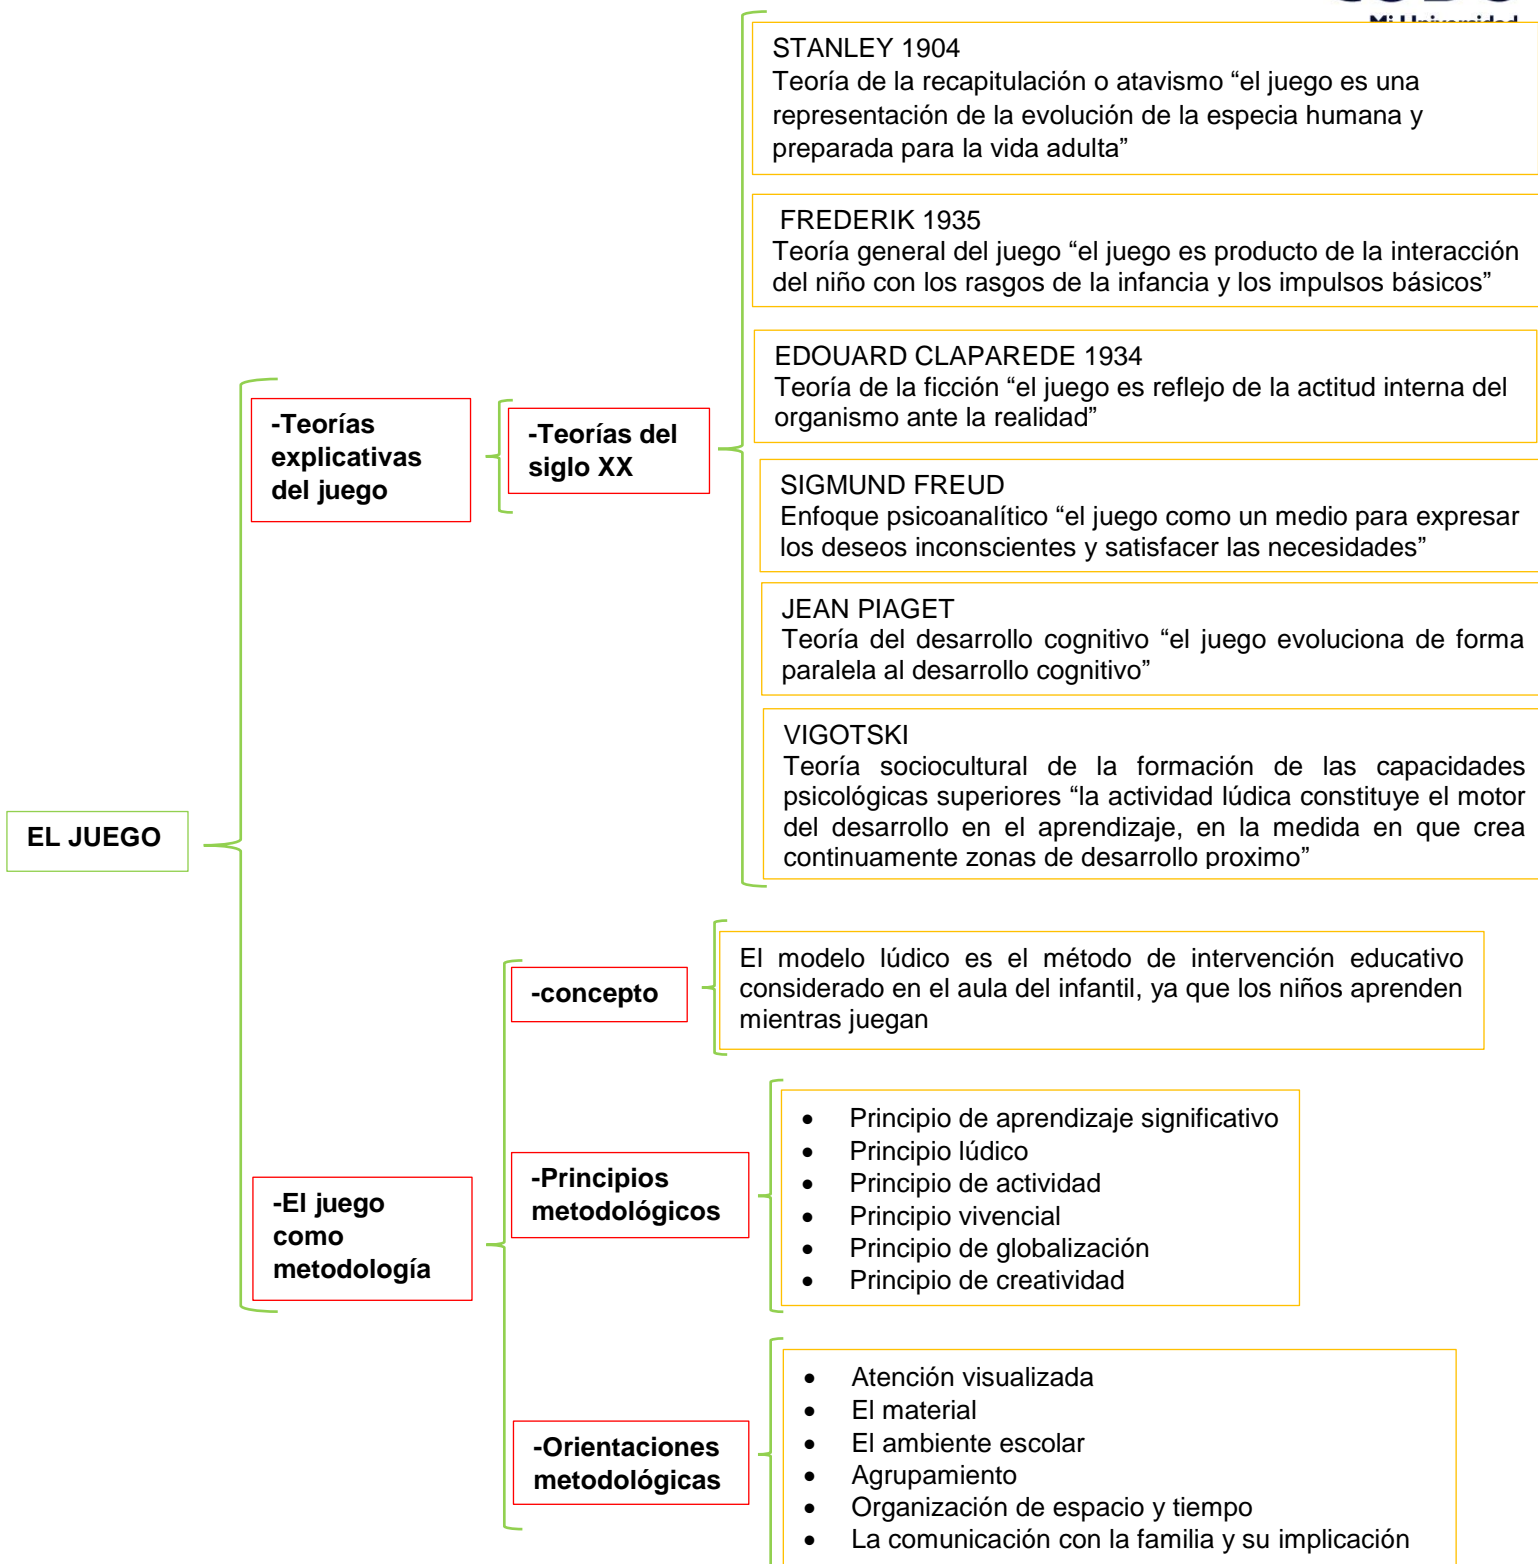 Mi Universidad
STANLEY 1904
Teoría de la recapitulación o atavismo “el juego es una
representación de la evolución de la especia humana y
preparada para la vida adulta”
FREDERIK 1935
Teoría general del juego “el juego es producto de la interacción
del niño con los rasgos de la infancia y los impulsos básicos”
EDOUARD CLAPAREDE 1934
Teoría de la ficción “el juego es reflejo de la actitud interna del
organismo ante la realidad”
-Teorías
explicativas
del juego
-Teorías del
siglo XX
SIGMUND FREUD
Enfoque psicoanalítico “el juego como un medio para expresar
los deseos inconscientes y satisfacer las necesidades”
JEAN PIAGET
Teoría del desarrollo cognitivo “el juego evoluciona de forma
paralela al desarrollo cognitivo”
VIGOTSKI
Teoría sociocultural de la formación de las capacidades
psicológicas superiores “la actividad lúdica constituye el motor
del desarrollo en el aprendizaje, en la medida en que crea
continuamente zonas de desarrollo proximo”
EL JUEGO
-concepto
El modelo lúdico es el método de intervención educativo
considerado en el aula del infantil, ya que los niños aprenden
mientras juegan
-El juego
como
metodología
-Principios
metodológicos
• Principio de aprendizaje significativo
• Principio lúdico
• Principio de actividad
• Principio vivencial
• Principio de globalización
• Principio de creatividad
-Orientaciones
metodológicas
• Atención visualizada
• El material
• El ambiente escolar
• Agrupamiento
• Organización de espacio y tiempo
• La comunicación con la familia y su implicación